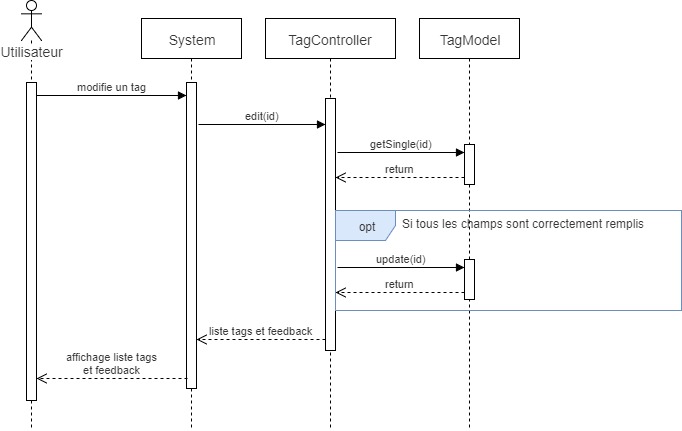 Utilisateur
System
TagController
TagModel
modifie un tag
edit(id)
getSingle(id)
return
opt
Si tous les champs sont correctement remplis
update(id)
return
liste tags et feedback
affichage liste tags
et feedback